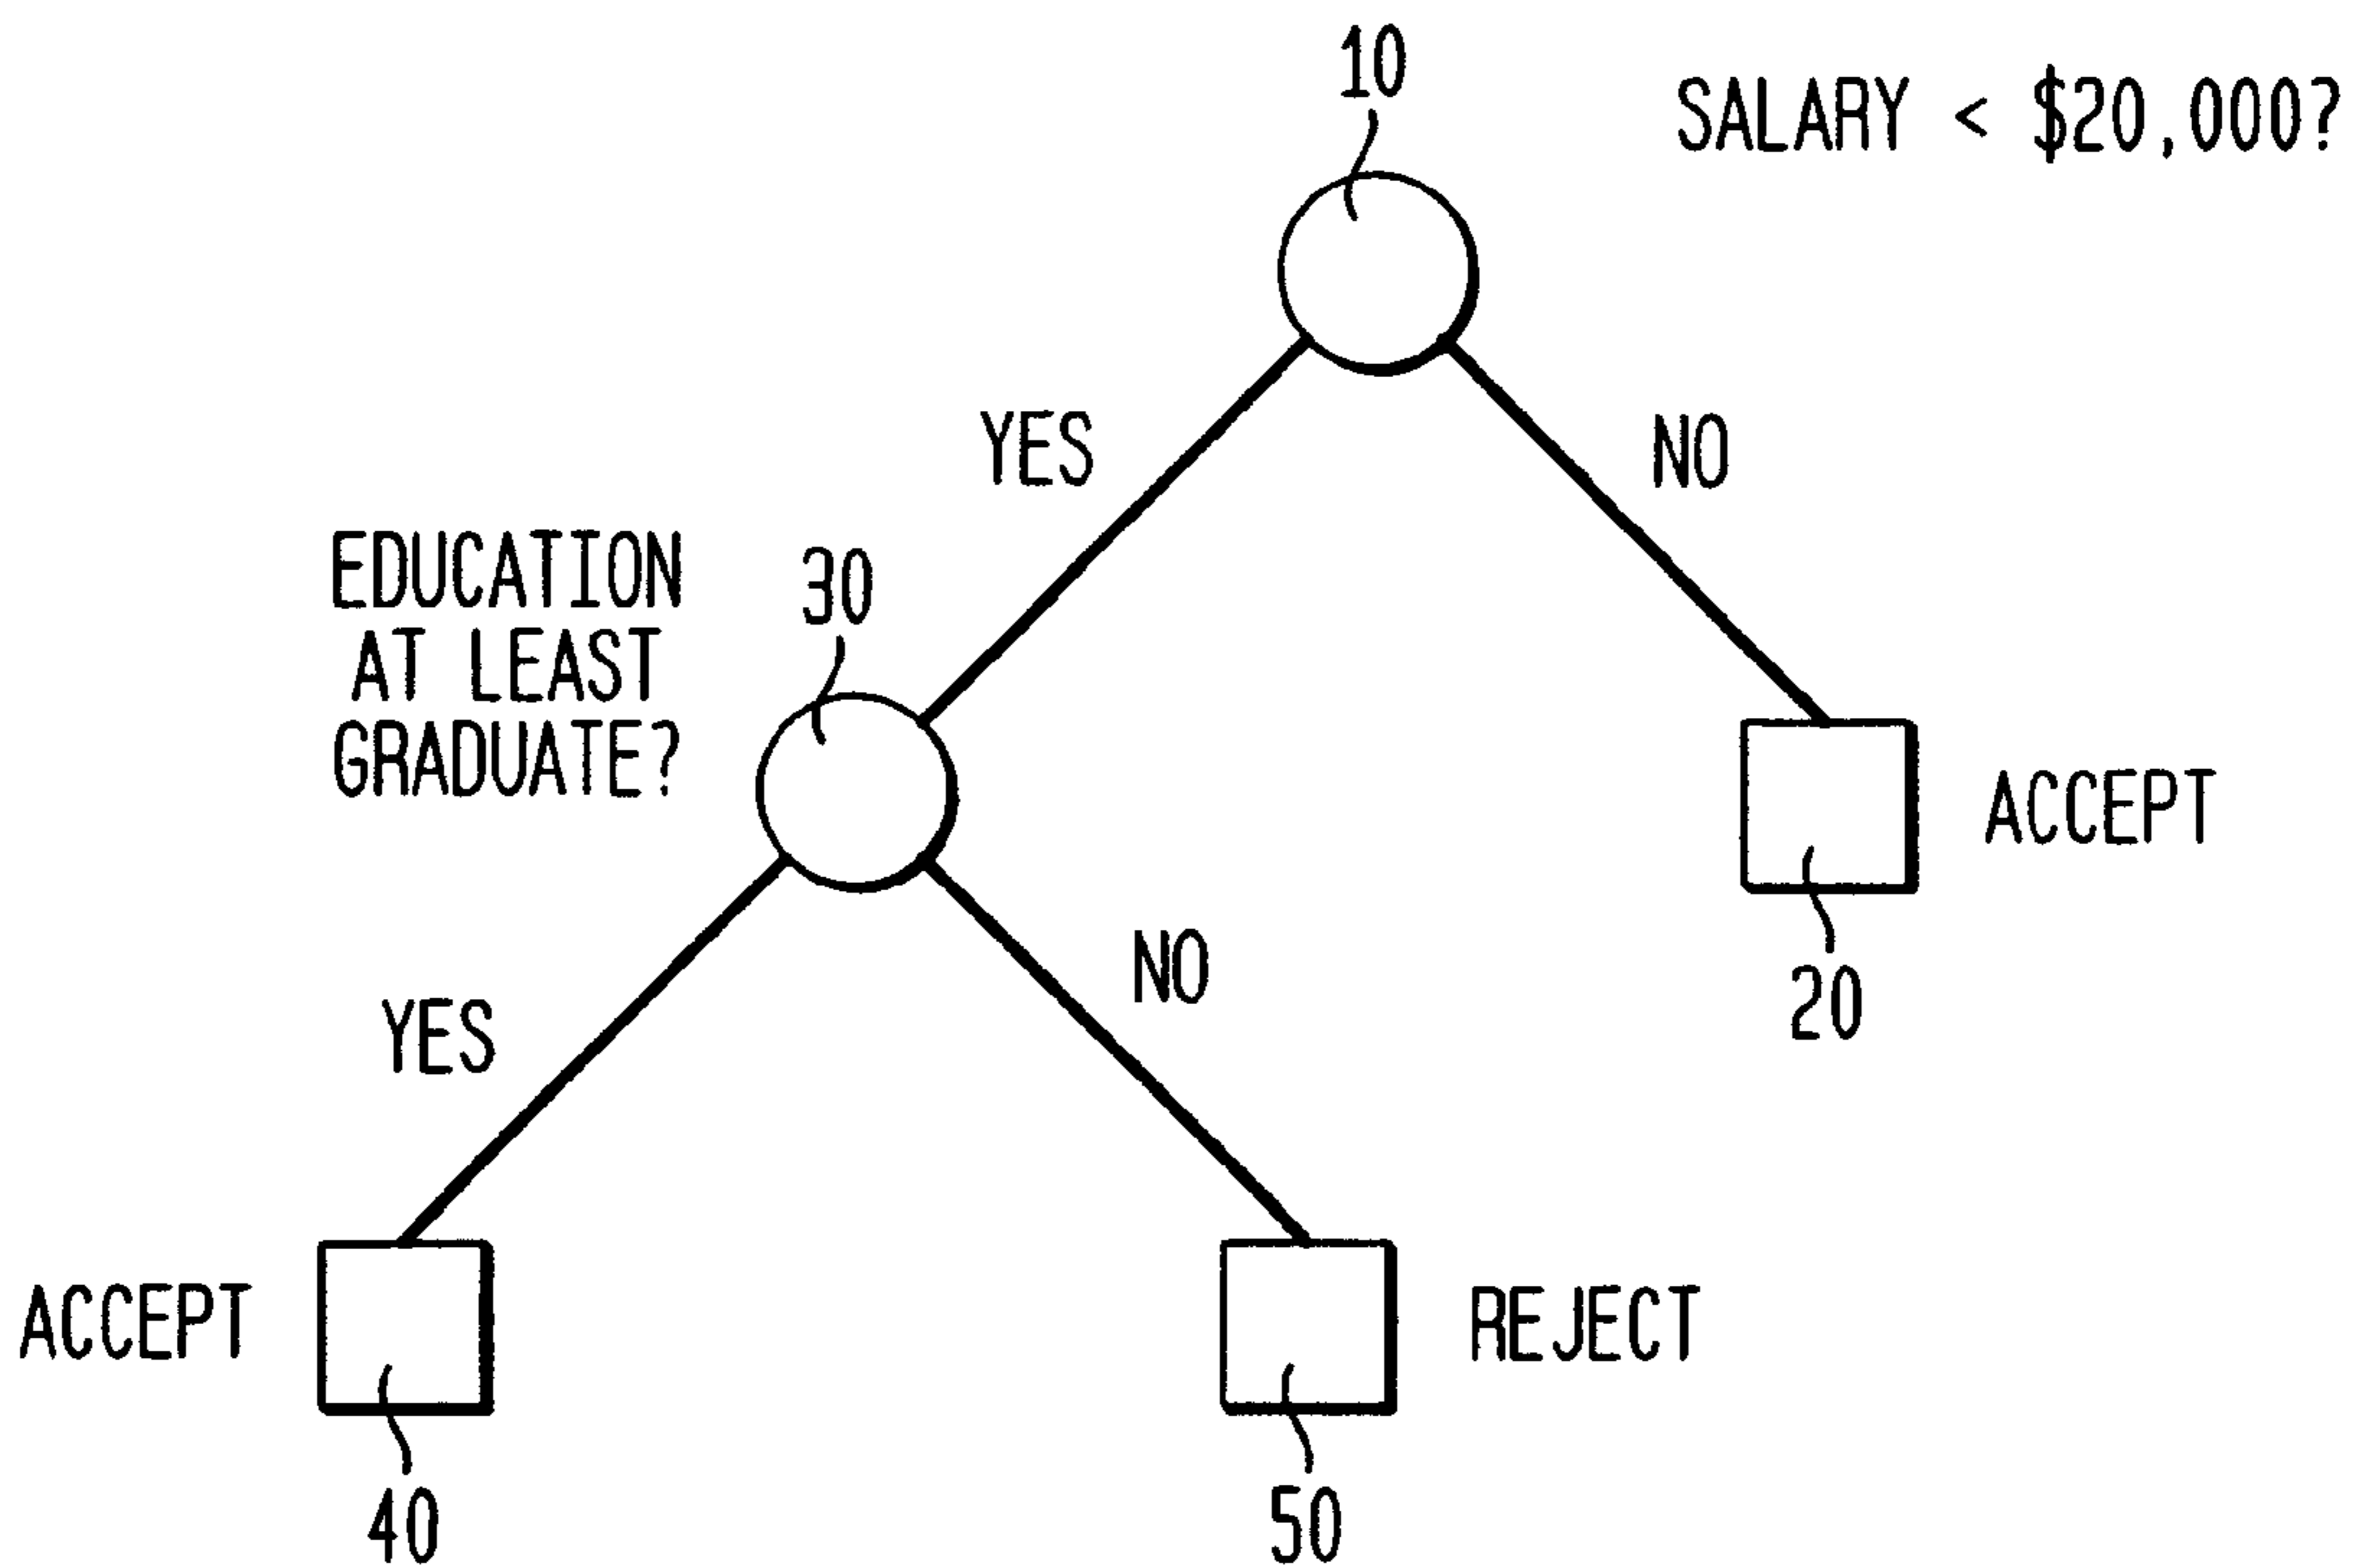 10
SALARY < $20,000?
YES
NO
EDUCATION
AT LEAST
GRADUATE?
30
ACCEPT
20
YES
NO
ACCEPT
REJECT
40
50